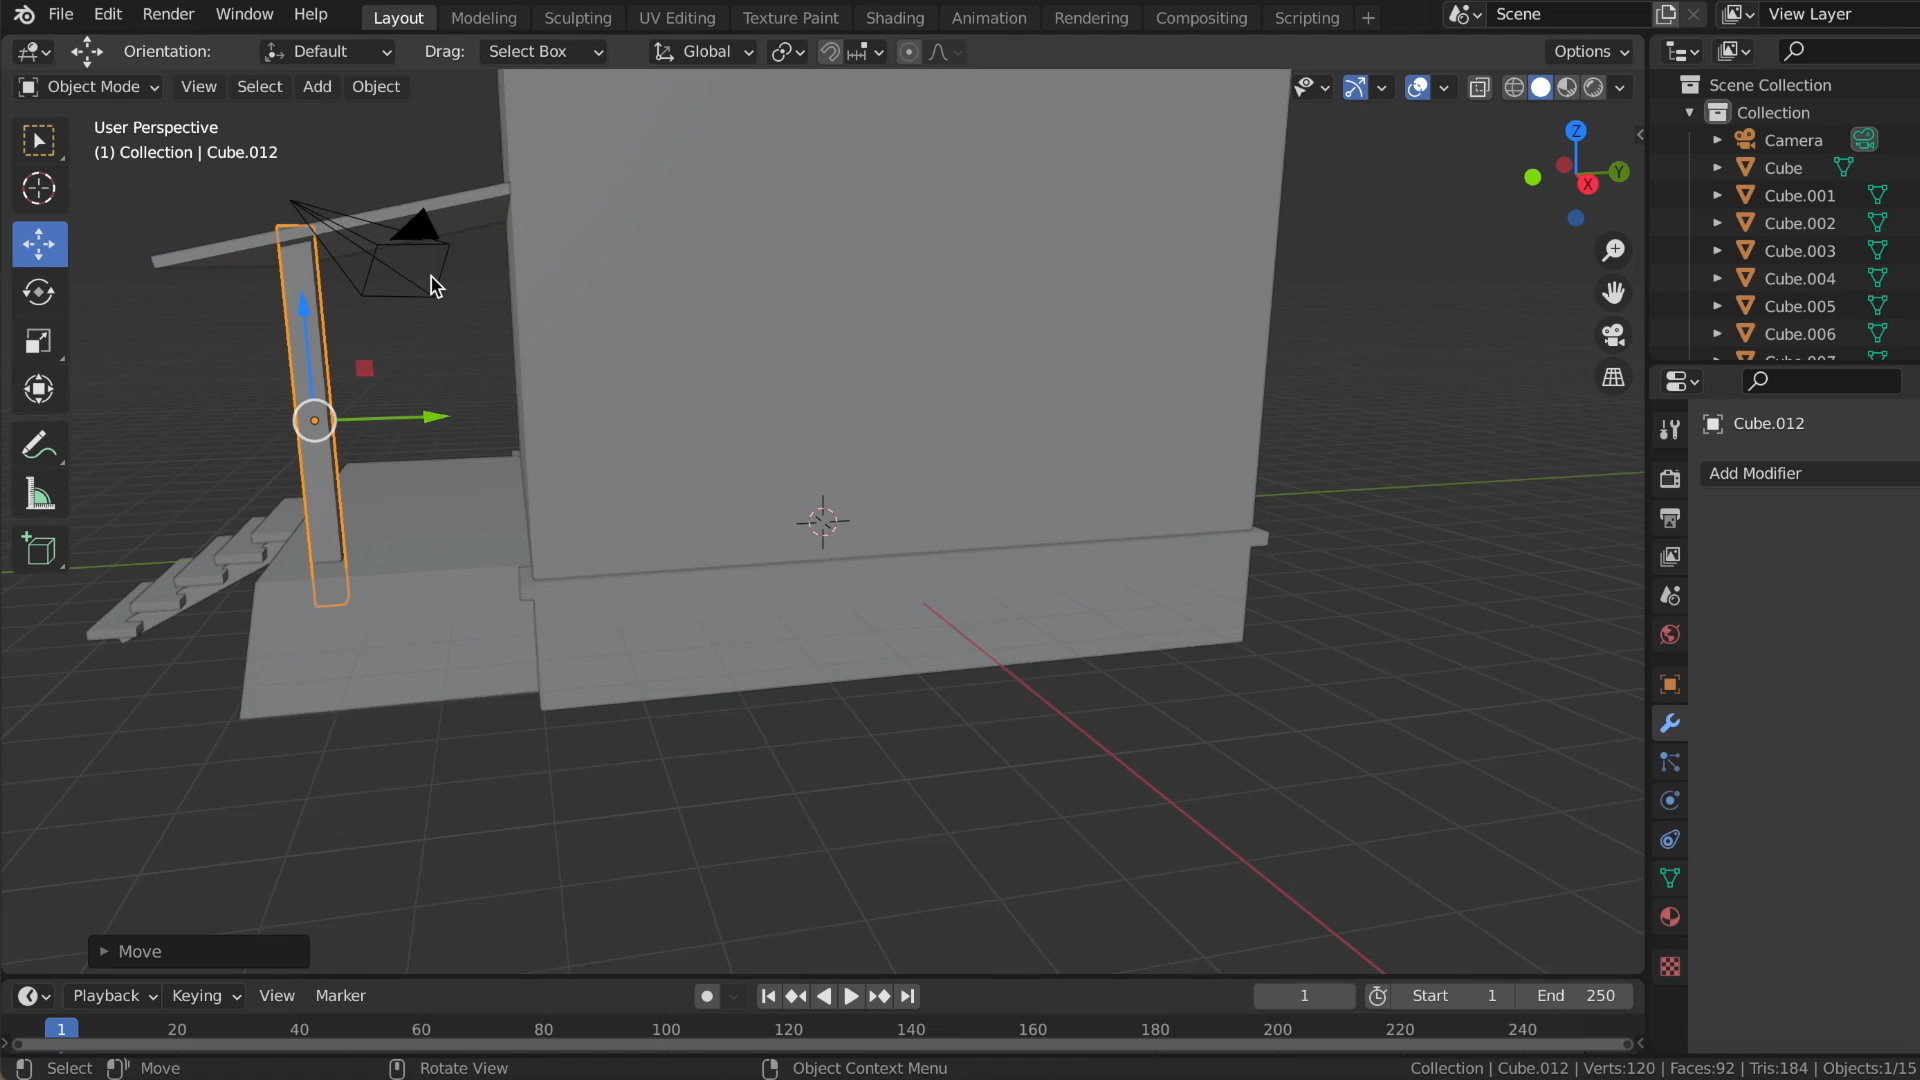 File Edit Render Window Help Layout Modeling Sculpting UV Editing Texture Paint Shading Animation Rendering Compositing Scripting + Scene View Layer
Orientation: Default Drag: Select Box Global Options
Object Mode View Select Add Object
User Perspective
(1) Collection | Cube.012
Z
Y
X
Scene Collection
Collection
Camera
Cube
Cube.001
Cube.002
Cube.003
Cube.004
Cube.005
Cube.006
Cube.007
Cube.012
Add Modifier
Move
Playback Keying View Marker 1 Start 1 End 250
1 20 40 60 80 100 120 140 160 180 200 220 240
Select Move Rotate View Object Context Menu Collection | Cube.012 | Verts:120 | Faces:92 | Tris:184 | Objects:1/15